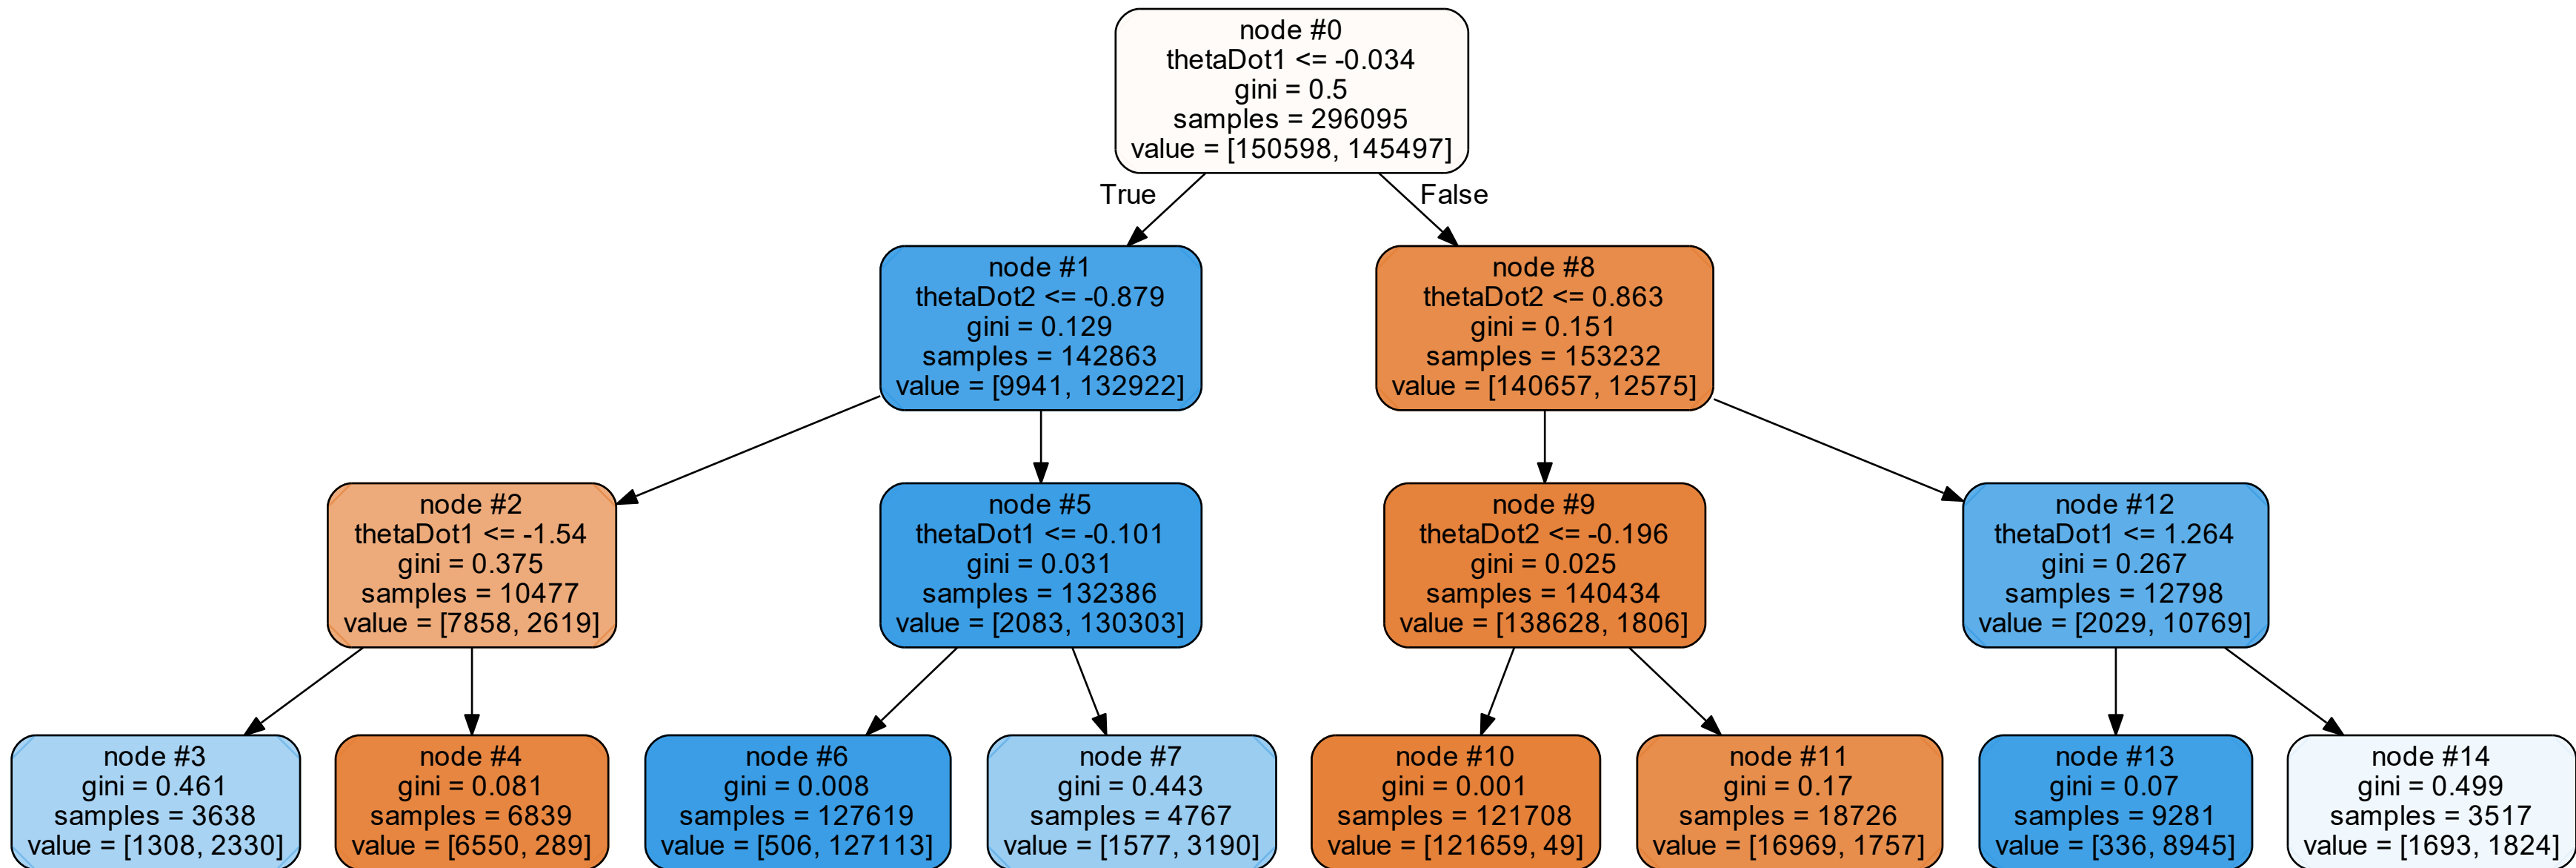 node #0
thetaDot1 <= -0.034
gini = 0.5
samples = 296095
value = [150598, 145497]
True
False
node #1
thetaDot2 <= -0.879
gini = 0.129
samples = 142863
value = [9941, 132922]
node #8
thetaDot2 <= 0.863
gini = 0.151
samples = 153232
value = [140657, 12575]
node #2
thetaDot1 <= -1.54
gini = 0.375
samples = 10477
value = [7858, 2619]
node #5
thetaDot1 <= -0.101
gini = 0.031
samples = 132386
value = [2083, 130303]
node #9
thetaDot2 <= -0.196
gini = 0.025
samples = 140434
value = [138628, 1806]
node #12
thetaDot1 <= 1.264
gini = 0.267
samples = 12798
value = [2029, 10769]
node #3
gini = 0.461
samples = 3638
value = [1308, 2330]
node #4
gini = 0.081
samples = 6839
value = [6550, 289]
node #6
gini = 0.008
samples = 127619
value = [506, 127113]
node #7
gini = 0.443
samples = 4767
value = [1577, 3190]
node #10
gini = 0.001
samples = 121708
value = [121659, 49]
node #11
gini = 0.17
samples = 18726
value = [16969, 1757]
node #13
gini = 0.07
samples = 9281
value = [336, 8945]
node #14
gini = 0.499
samples = 3517
value = [1693, 1824]